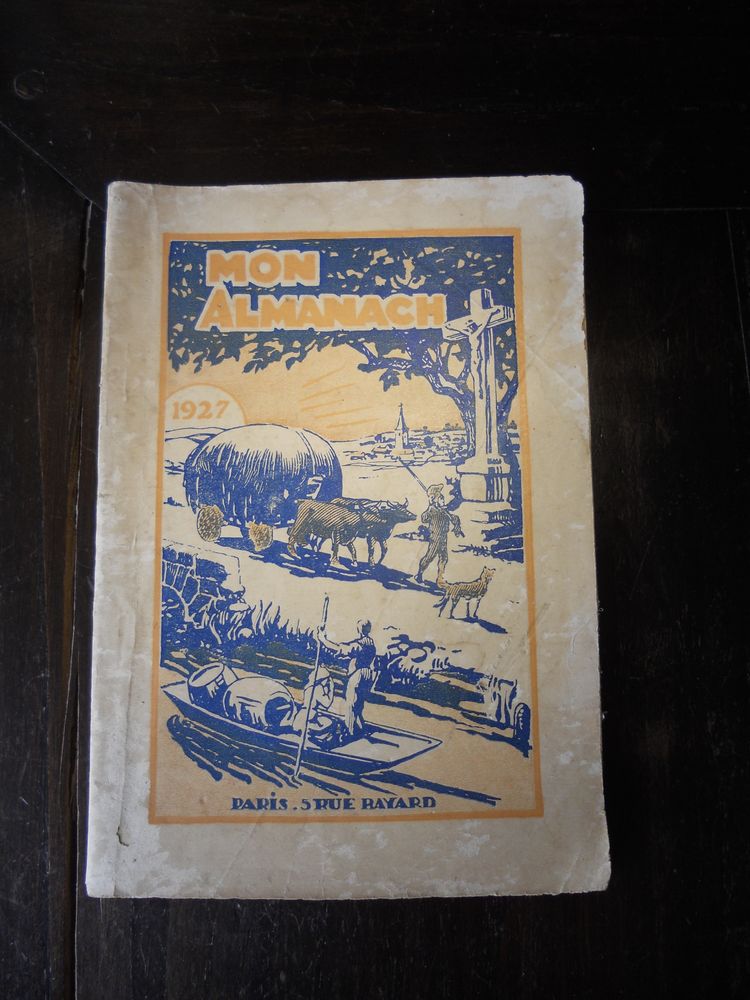 MON
ALMANACH
1927
PARIS . 5 RUE BAYARD